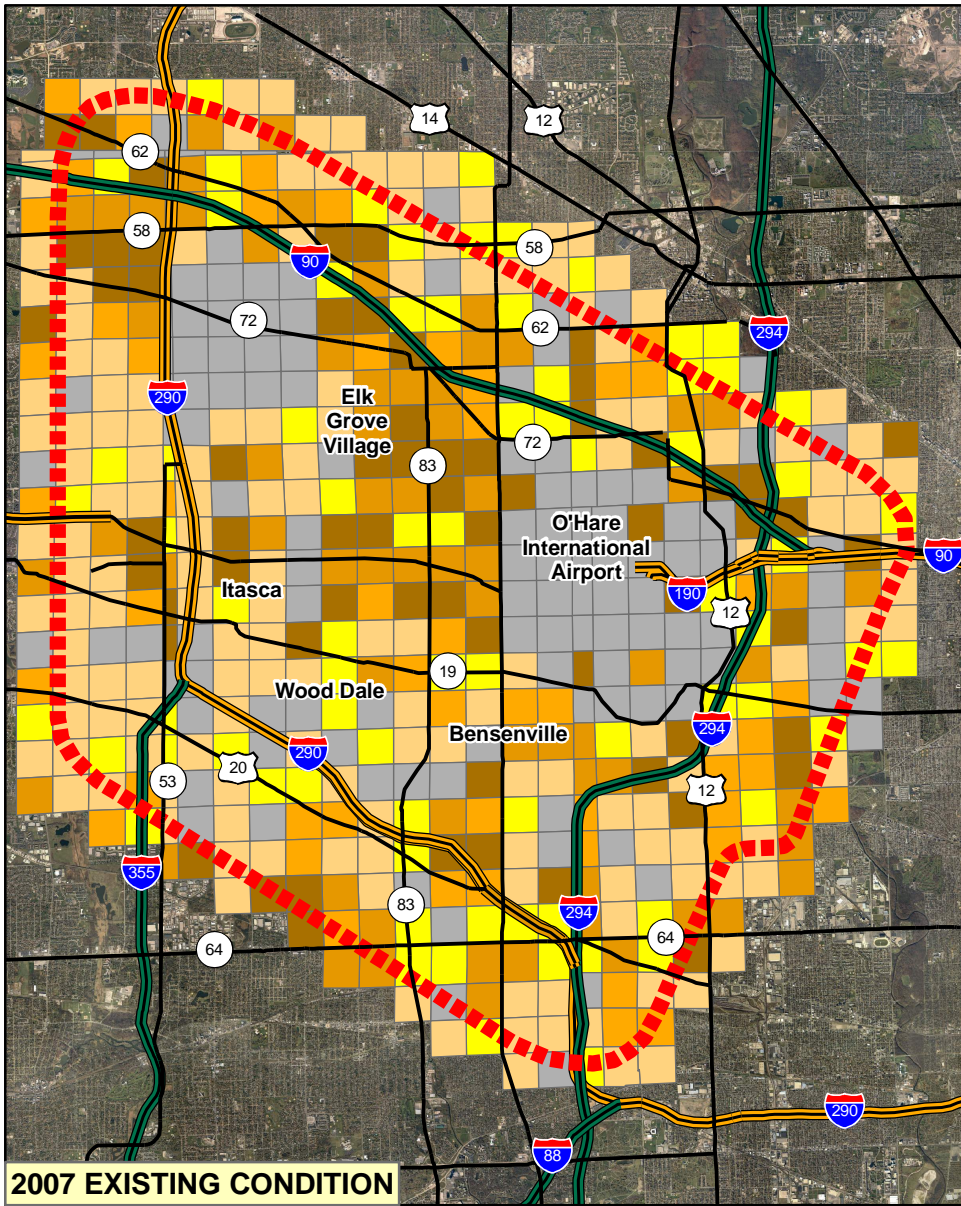 14
12
62
58
58
90
72
62
294
290
Elk
Grove
Village
72
83
O'Hare
International
Airport
90
190
12
Itasca
19
Wood Dale
Bensenville
294
290
20
53
12
355
83
294
64
64
290
88
2007 EXISTING CONDITION